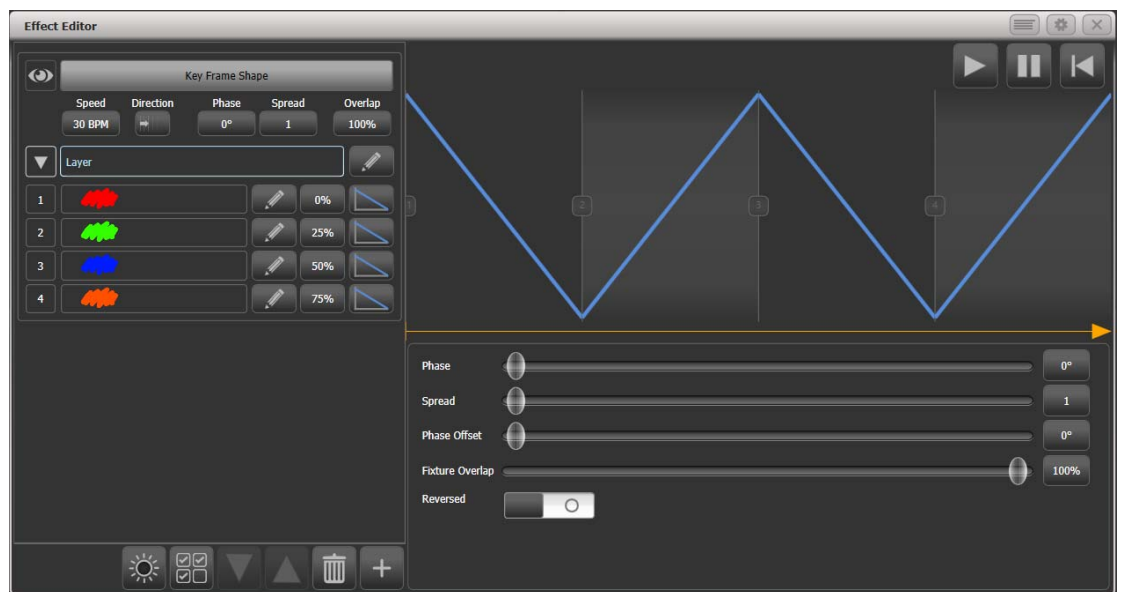 Effect Editor
Key Frame Shape
Speed Direction Phase Spread Overlap
30 BPM 0° 1 100%
Layer
1 0%
2 25%
3 50%
4 75%
1 2 3 4
Phase 0°
Spread 1
Phase Offset 0°
Fixture Overlap 100%
Reversed